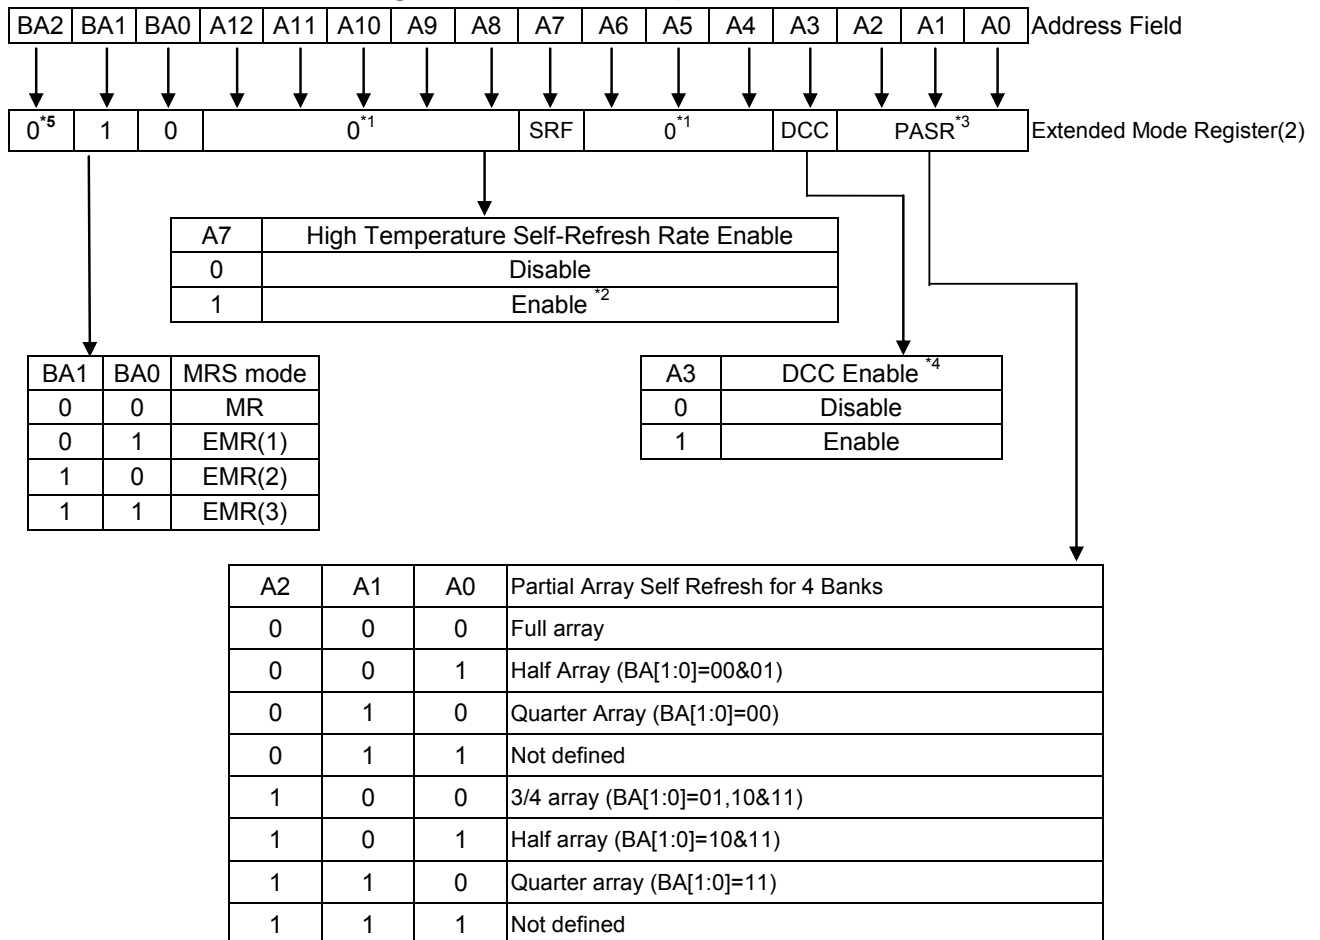 BA2 BA1 BA0 A12 A11 A10 A9 A8 A7 A6 A5 A4 A3 A2 A1 A0 Address Field
0*5 1 0 0*1 SRF 0*1 DCC PASR*3 Extended Mode Register(2)
A7 High Temperature Self-Refresh Rate Enable
0 Disable
1 Enable *2
BA1 BA0 MRS mode
0 0 MR
0 1 EMR(1)
1 0 EMR(2)
1 1 EMR(3)
A3 DCC Enable *4
0 Disable
1 Enable
A2 A1 A0 Partial Array Self Refresh for 4 Banks
0 0 0 Full array
0 0 1 Half Array (BA[1:0]=00&01)
0 1 0 Quarter Array (BA[1:0]=00)
0 1 1 Not defined
1 0 0 3/4 array (BA[1:0]=01,10&11)
1 0 1 Half array (BA[1:0]=10&11)
1 1 0 Quarter array (BA[1:0]=11)
1 1 1 Not defined